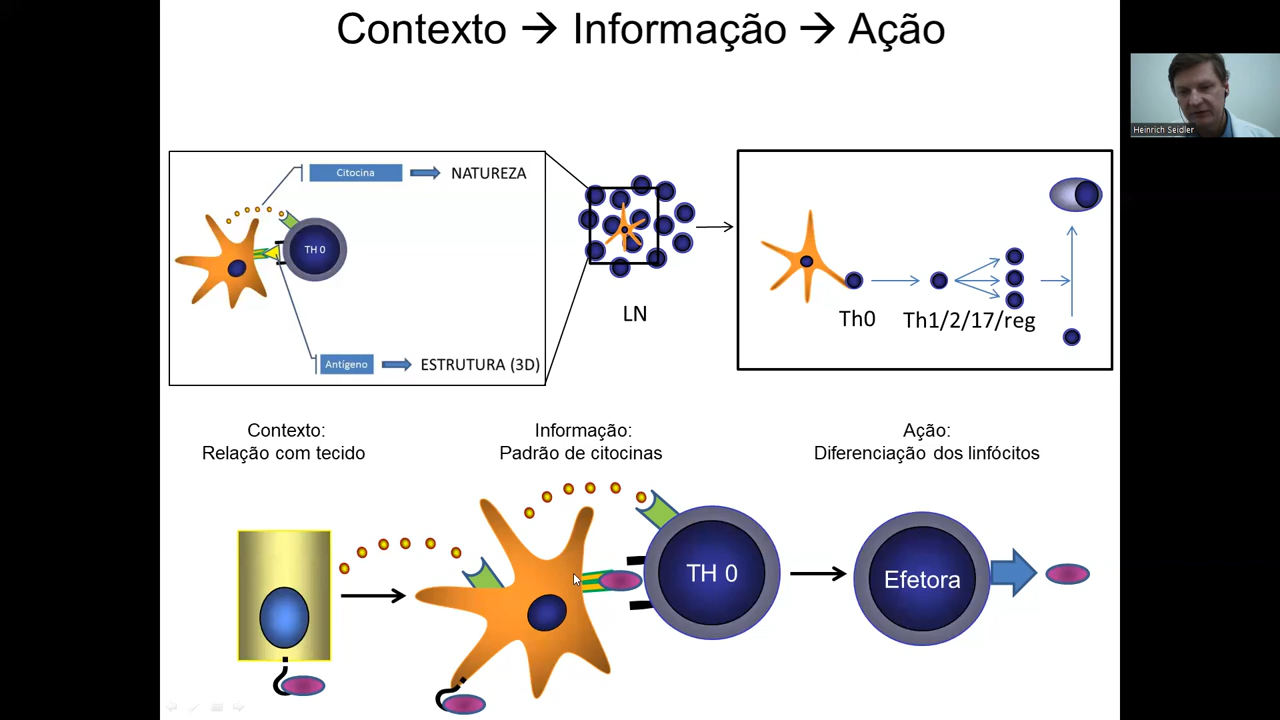 Contexto → Informação → Ação
Heinrich Seidler
Citocina
NATUREZA
TH 0
Antígeno
ESTRUTURA (3D)
LN
Th0
Th1/2/17/reg
Contexto:
Relação com tecido
Informação:
Padrão de citocinas
Ação:
Diferenciação dos linfócitos
TH 0
Efetora